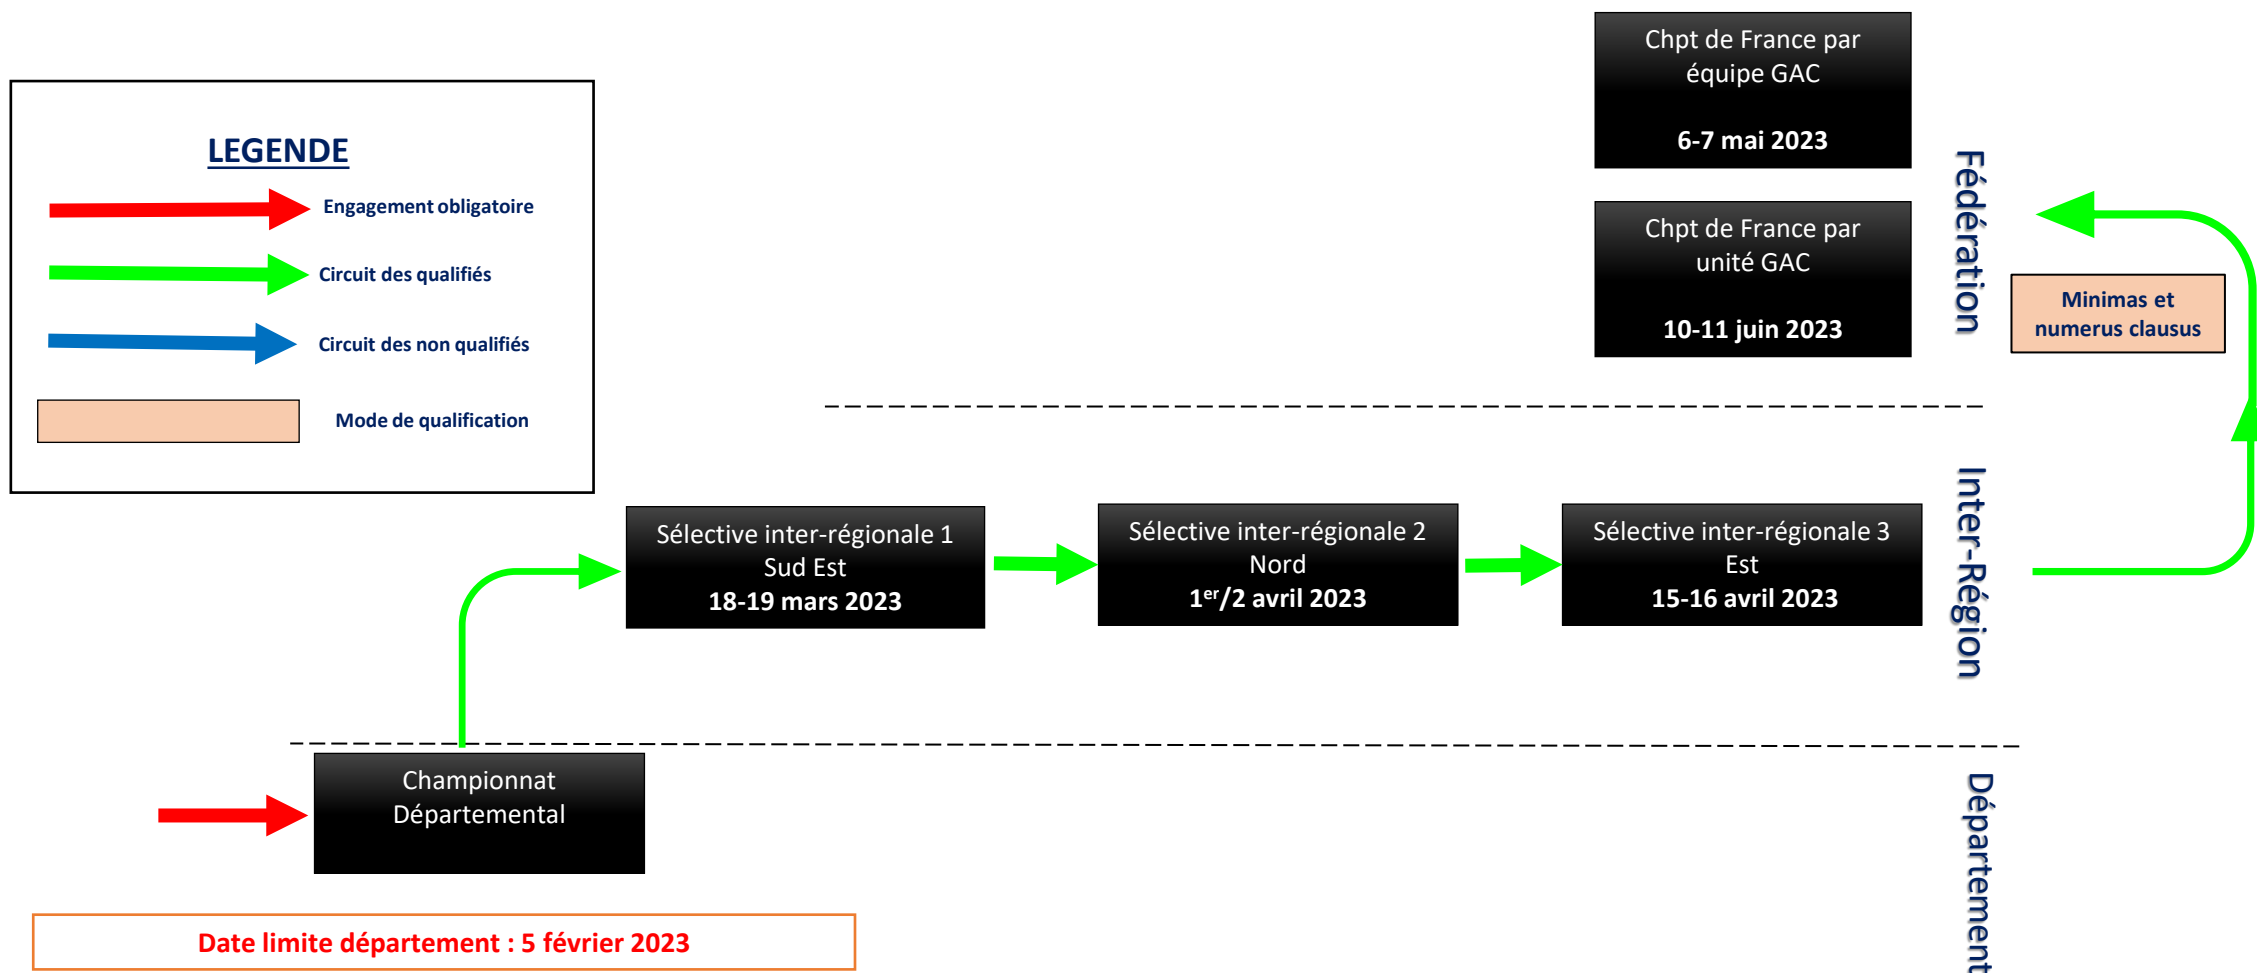 LEGENDE
Engagement obligatoire
Circuit des qualifiés
Circuit des non qualifiés
Mode de qualification
Chpt de France par
équipe GAC
6-7 mai 2023
Chpt de France par
unité GAC
10-11 juin 2023
Fédération
Minimas et
numerus clausus
Sélective inter-régionale 1
Sud Est
18-19 mars 2023
Sélective inter-régionale 2
Nord
1er/2 avril 2023
Sélective inter-régionale 3
Est
15-16 avril 2023
Inter-Région
Championnat
Départemental
Département
Date limite département : 5 février 2023